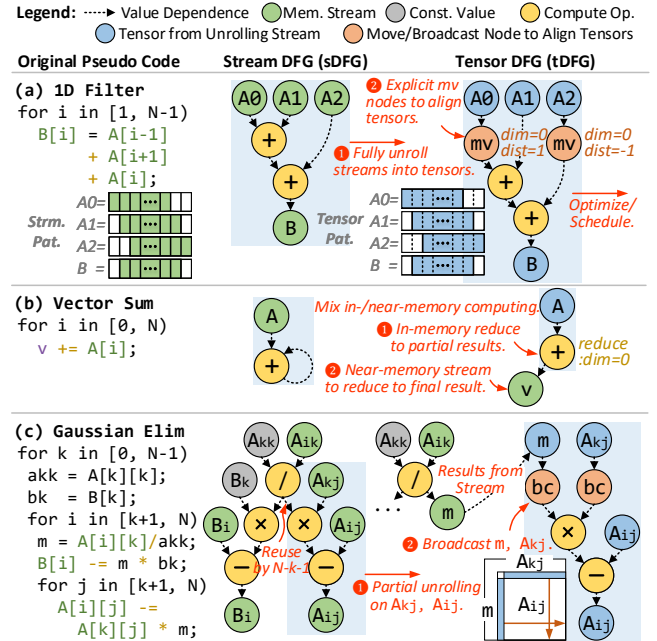 Legend: Value Dependence Mem. Stream Const. Value Compute Op.
Tensor from Unrolling Stream Move/Broadcast Node to Align Tensors
Original Pseudo Code Stream DFG (sDFG) Tensor DFG (tDFG)
(a) 1D Filter
for i in [1, N-1)
B[i] = A[i-1]
+ A[i+1]
+ A[i];
Strm. Pat.
A0=
A1=
A2=
B =
A0 A1 A2
+
+
B
2 Explicit mv
nodes to align
tensors.
1 Fully unroll
streams into tensors.
A0 A1 A2
mv dim=0 dist=1
mv dim=0 dist=-1
+
+
B
Tensor Pat.
A0=
A1=
A2=
B =
Optimize/
Schedule.
(b) Vector Sum
for i in [0, N)
v += A[i];
A
+
Mix in-/near-memory computing.
1 In-memory reduce
to partial results.
2 Near-memory stream
to reduce to final result.
A
+
reduce
:dim=0
v
(c) Gaussian Elim
for k in [0, N-1)
akk = A[k][k];
bk = B[k];
for i in [k+1, N)
m = A[i][k]/akk;
B[i] -= m * bk;
for j in [k+1, N)
A[i][j] -=
A[k][j] * m;
Akk Aik
Bk / Akj
Bi × × Aij
− −
Bi Aij
Reuse
by N-k-1
Akk Aik
/
...
m
Results from
Stream
1 Partial unrolling
on Akj, Aij.
2 Broadcast m, Akj.
m Akj
bc bc
× Aij
−
Aij
Akj
m
Aij